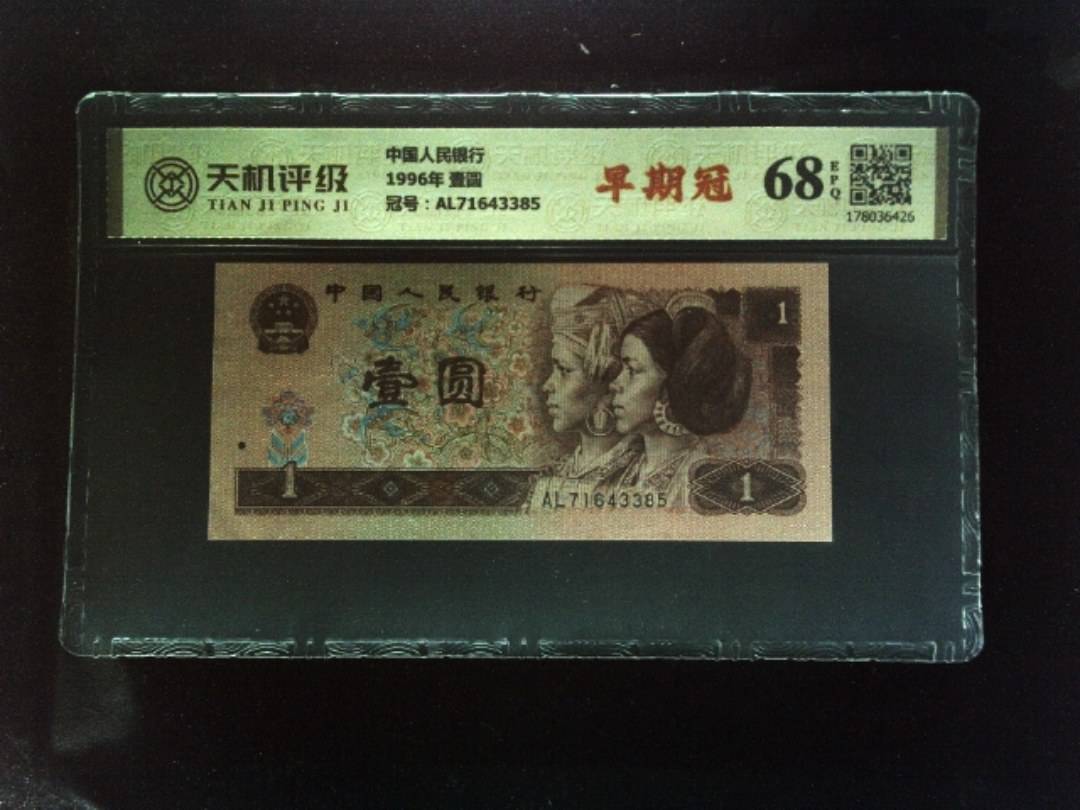 天机评级
TIAN JI PING JI
中国人民银行
1996年 壹圆
冠号：AL71643385
早期冠
68
EPQ
178036426
中国人民银行
1
壹圆
1
AL71643385
1